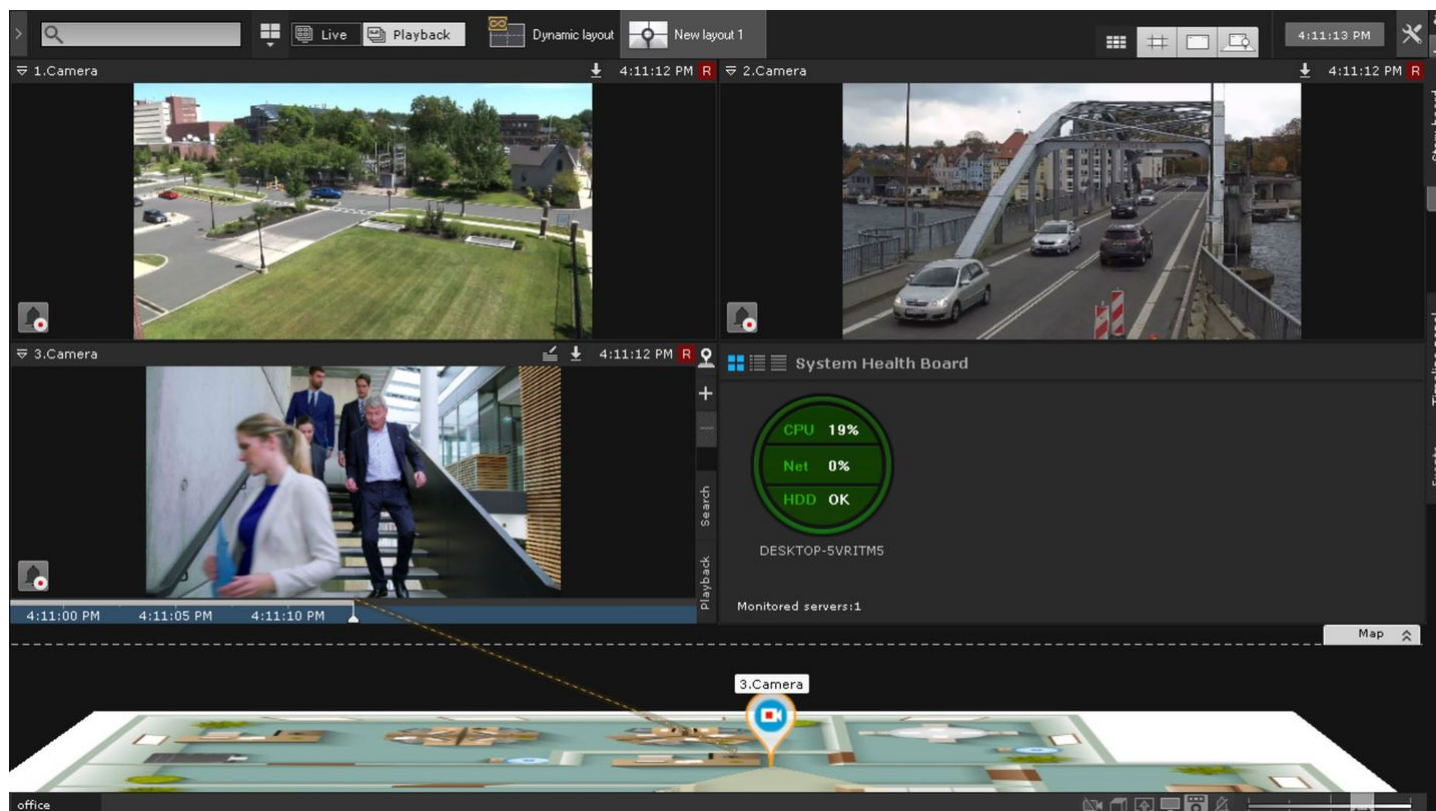 Live
Playback
Dynamic layout
New layout 1
4:11:13 PM
1.Camera
4:11:12 PM R
2.Camera
4:11:12 PM R
3.Camera
4:11:12 PM R
System Health Board
CPU 19%
Net 0%
HDD OK
DESKTOP-5VRITM5
Monitored servers:1
Search
Playback
4:11:00 PM
4:11:05 PM
4:11:10 PM
Map
3.Camera
office